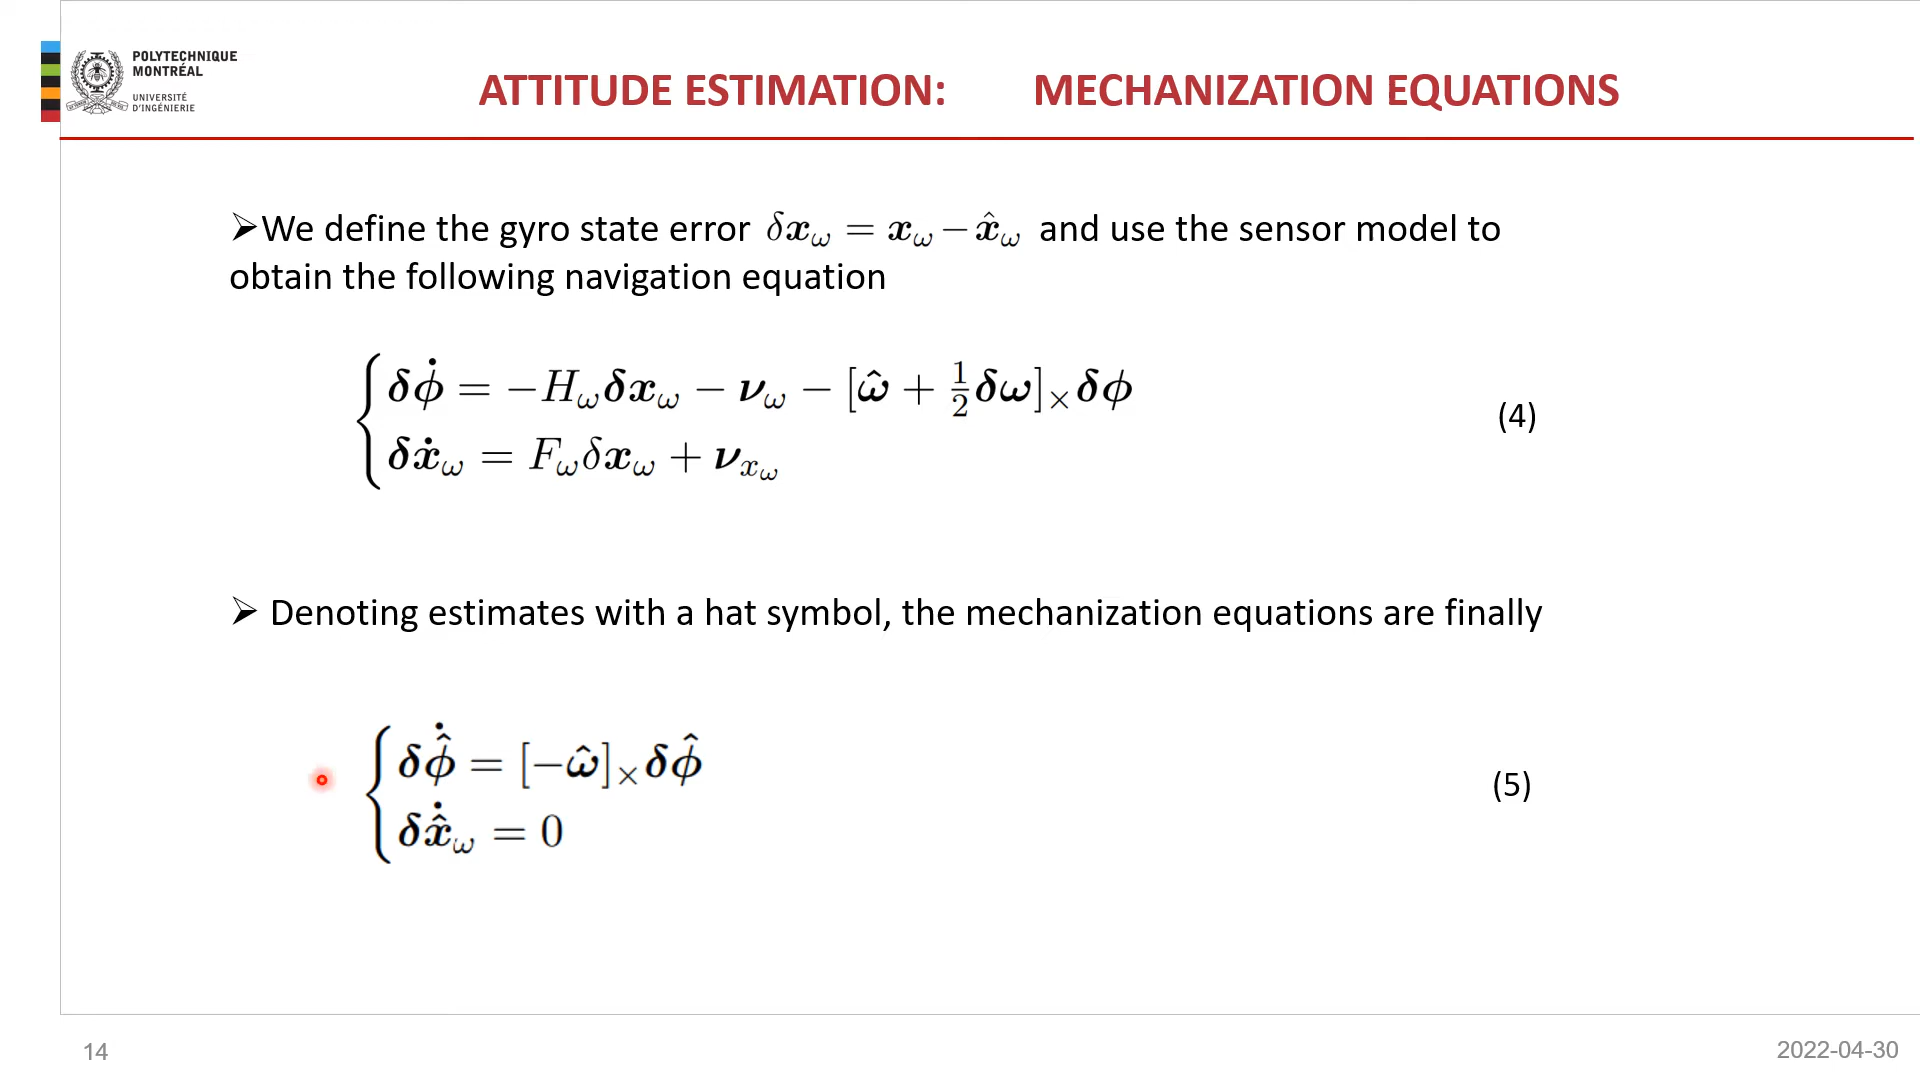 POLYTECHNIQUE
MONTRÉAL
UNIVERSITÉ
D'INGÉNIERIE
ATTITUDE ESTIMATION: MECHANIZATION EQUATIONS
➢We define the gyro state error δ𝒙_ω = 𝒙_ω − 𝒙̂_ω and use the sensor model to
obtain the following navigation equation
δϕ̇ = −H_ω δ𝒙_ω − ν_ω − [ω̂ + ½ δω]_× δϕ
δ𝒙̇_ω = F_ω δ𝒙_ω + ν_{x_ω}
(4)
➢ Denoting estimates with a hat symbol, the mechanization equations are finally
δϕ̂̇ = [−ω̂]_× δϕ̂
δ𝒙̂̇_ω = 0
(5)
14
2022-04-30